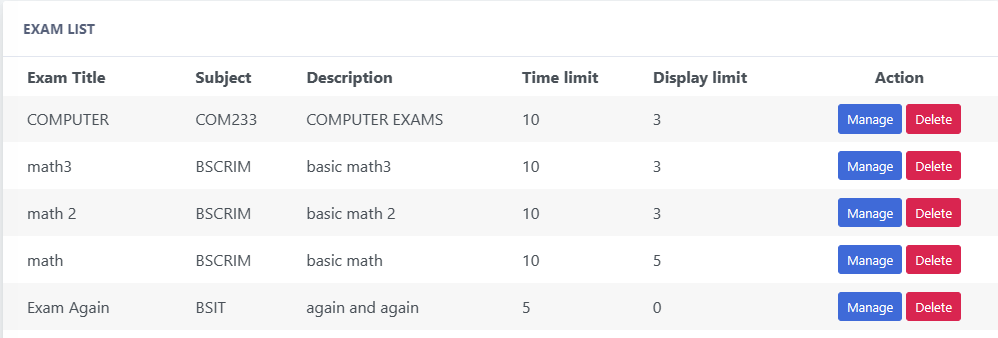 EXAM LIST
Exam Title Subject Description Time limit Display limit Action
COMPUTER COM233 COMPUTER EXAMS 10 3 Manage Delete
math3 BSCRIM basic math3 10 3 Manage Delete
math 2 BSCRIM basic math 2 10 3 Manage Delete
math BSCRIM basic math 10 5 Manage Delete
Exam Again BSIT again and again 5 0 Manage Delete